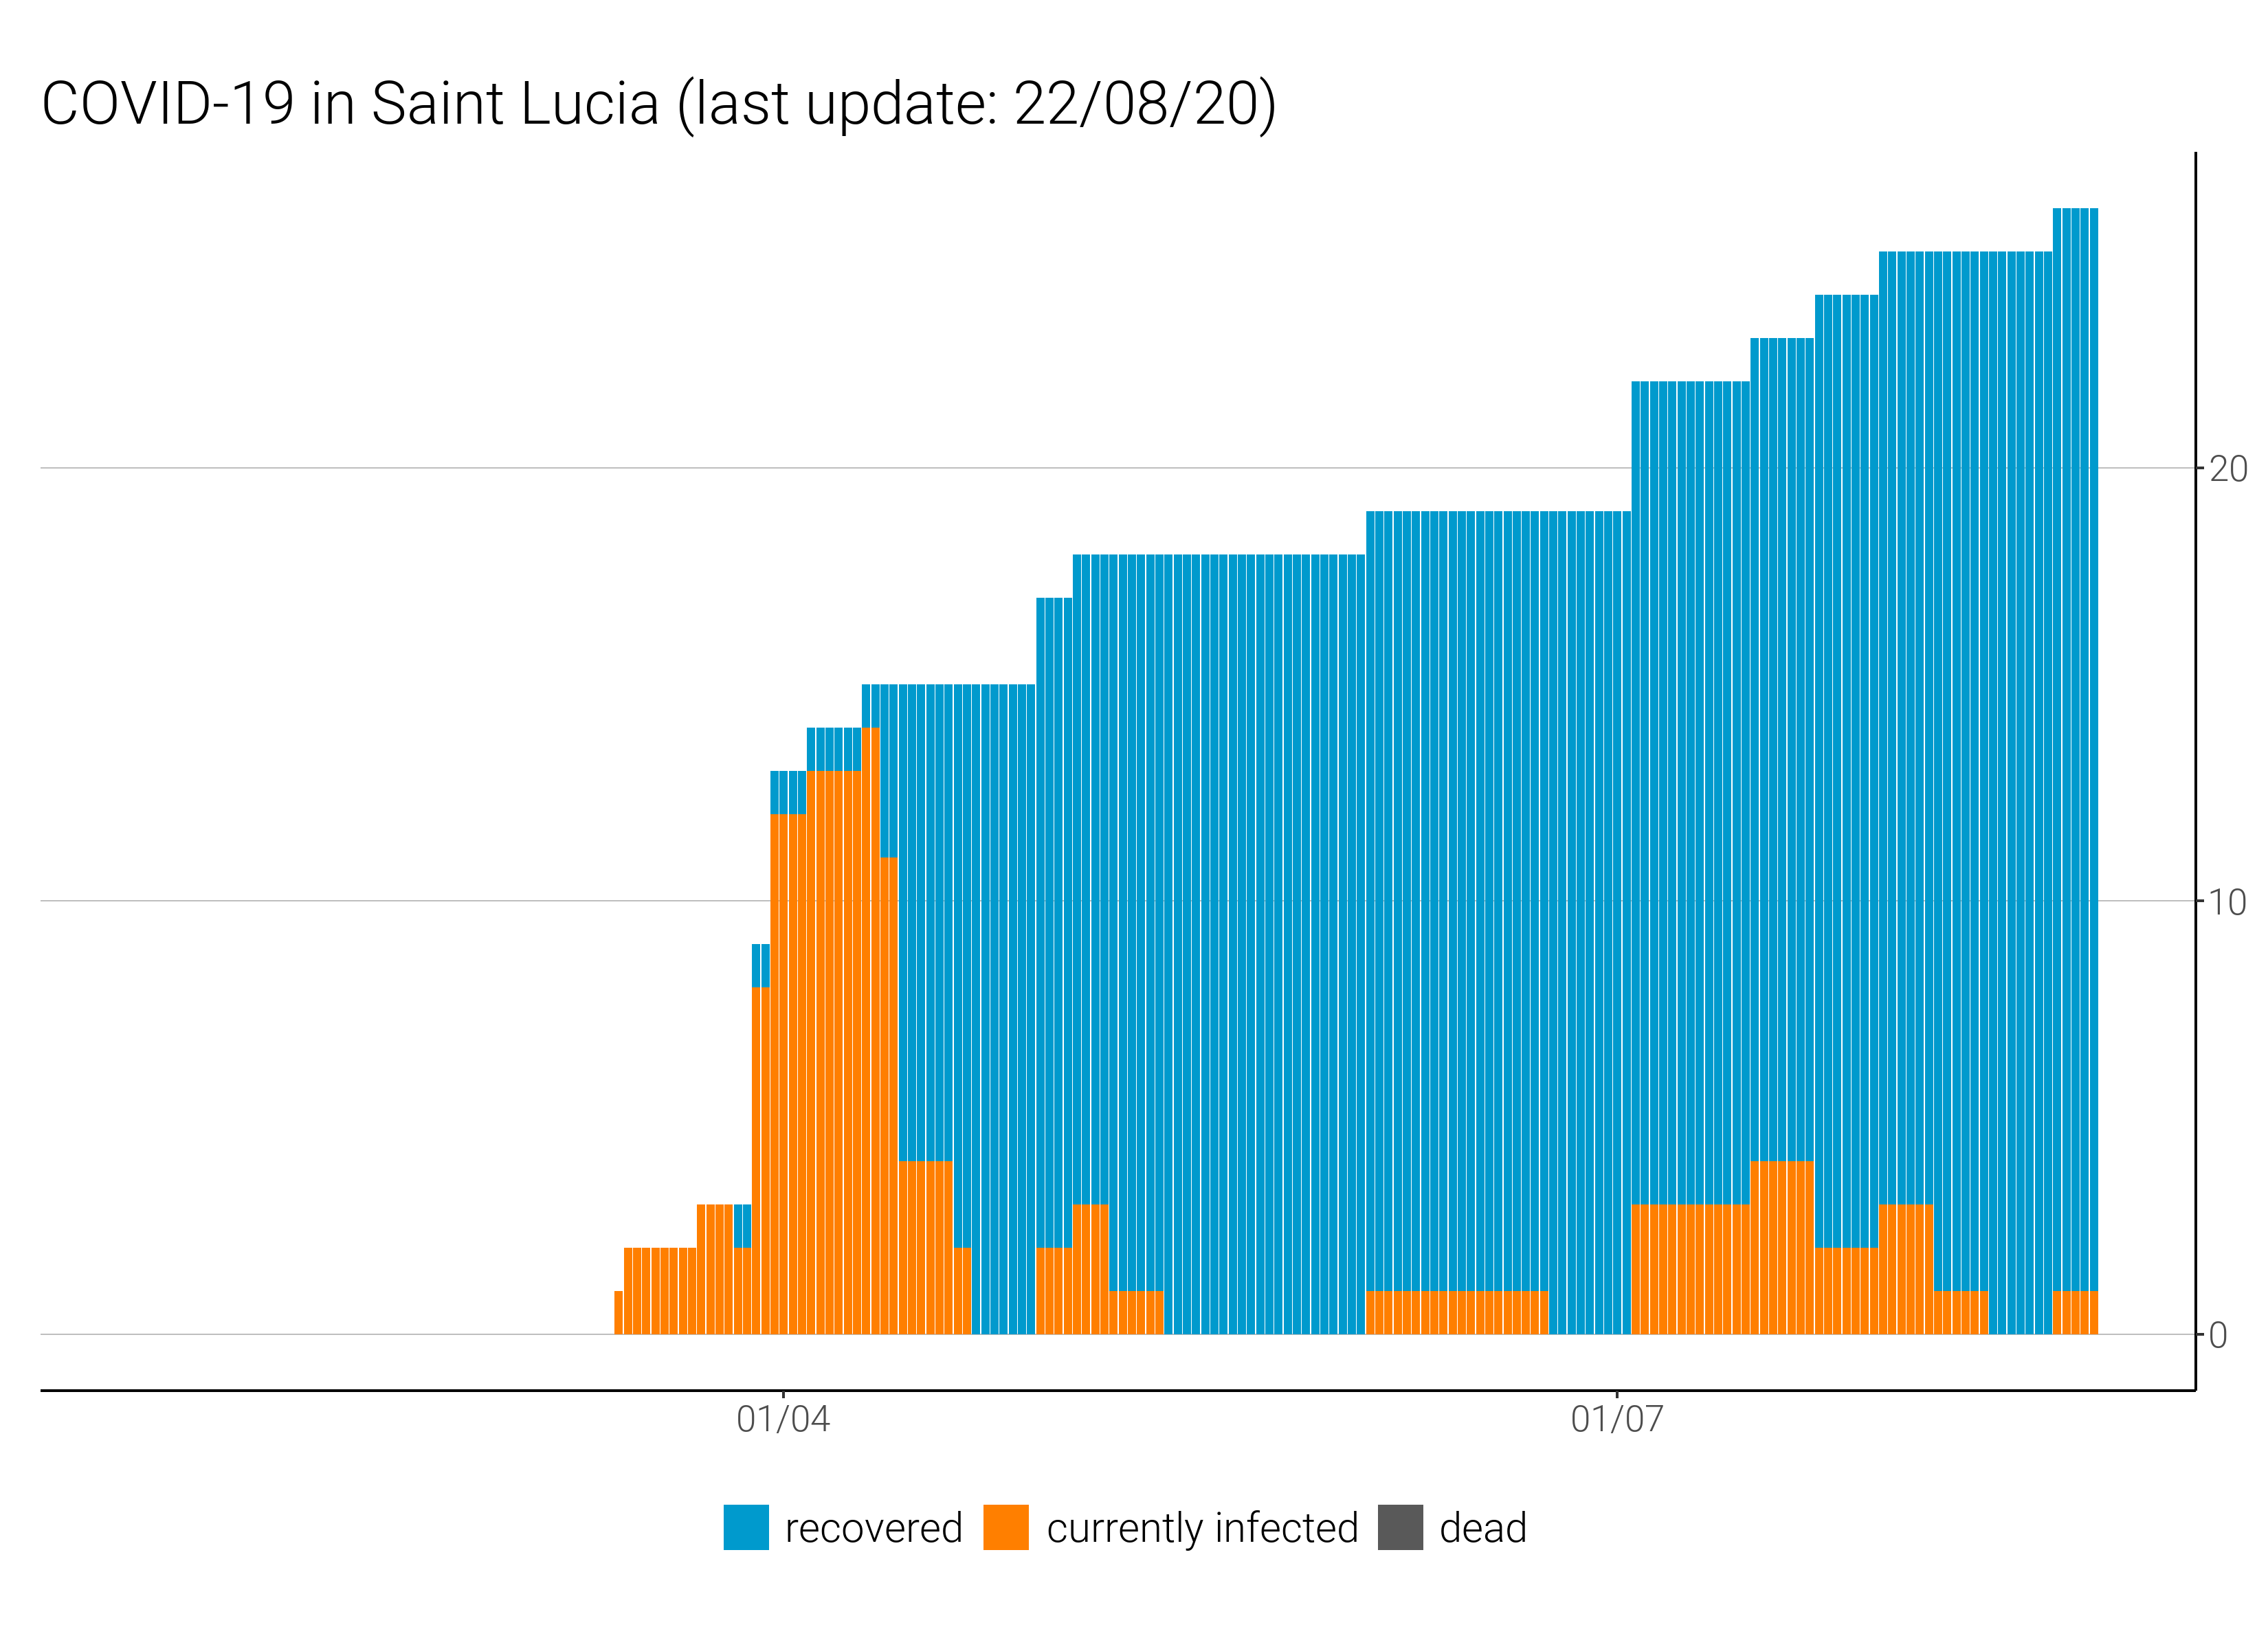 COVID-19 in Saint Lucia (last update: 22/08/20)
20
10
0
01/04 01/07
recovered currently infected dead